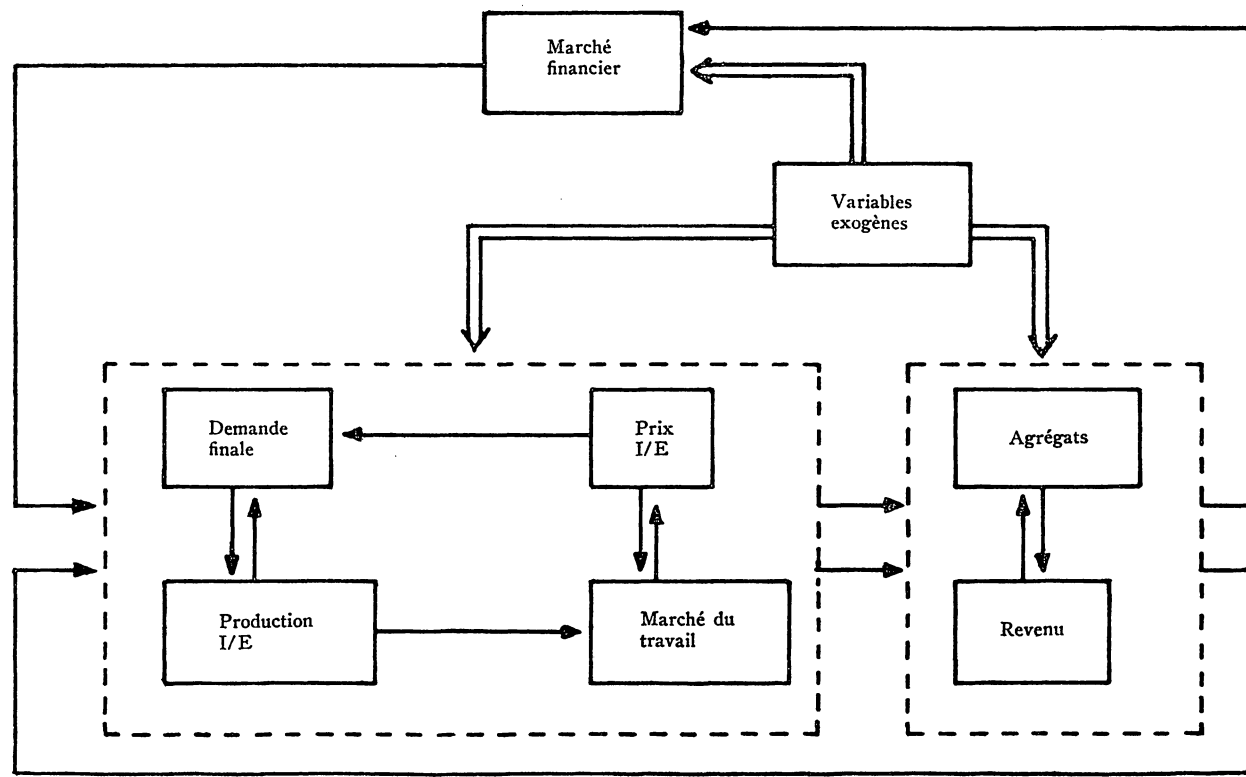 Marché
financier
Variables
exogènes
Demande
finale
Prix
I/E
Agrégats
Production
I/E
Marché du
travail
Revenu